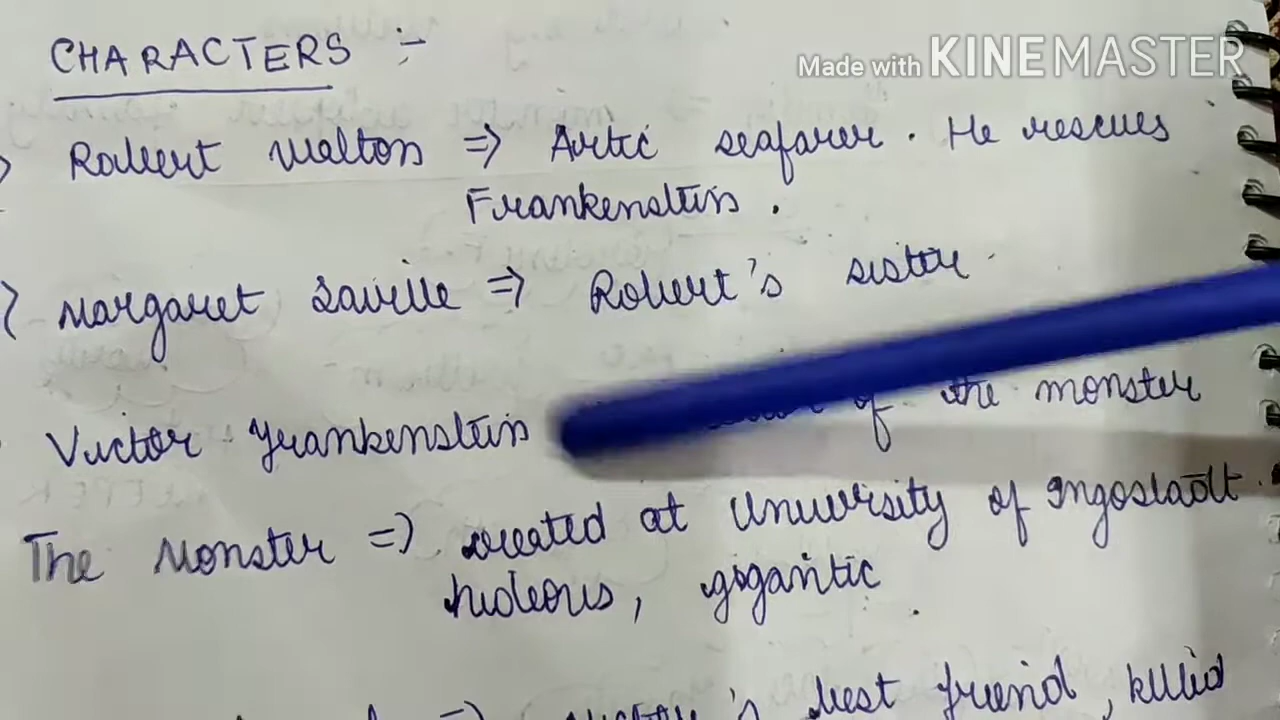 CHARACTERS :-
Made with KINEMASTER
Robert Walton => Artic seafarer. He rescues
Frankenstein.
Margaret Saville => Robert's sister
Victor Frankenstein of the monster
The Monster => created at University of Ingosladt.
hideous, gigantic
=> 's best friend, killed